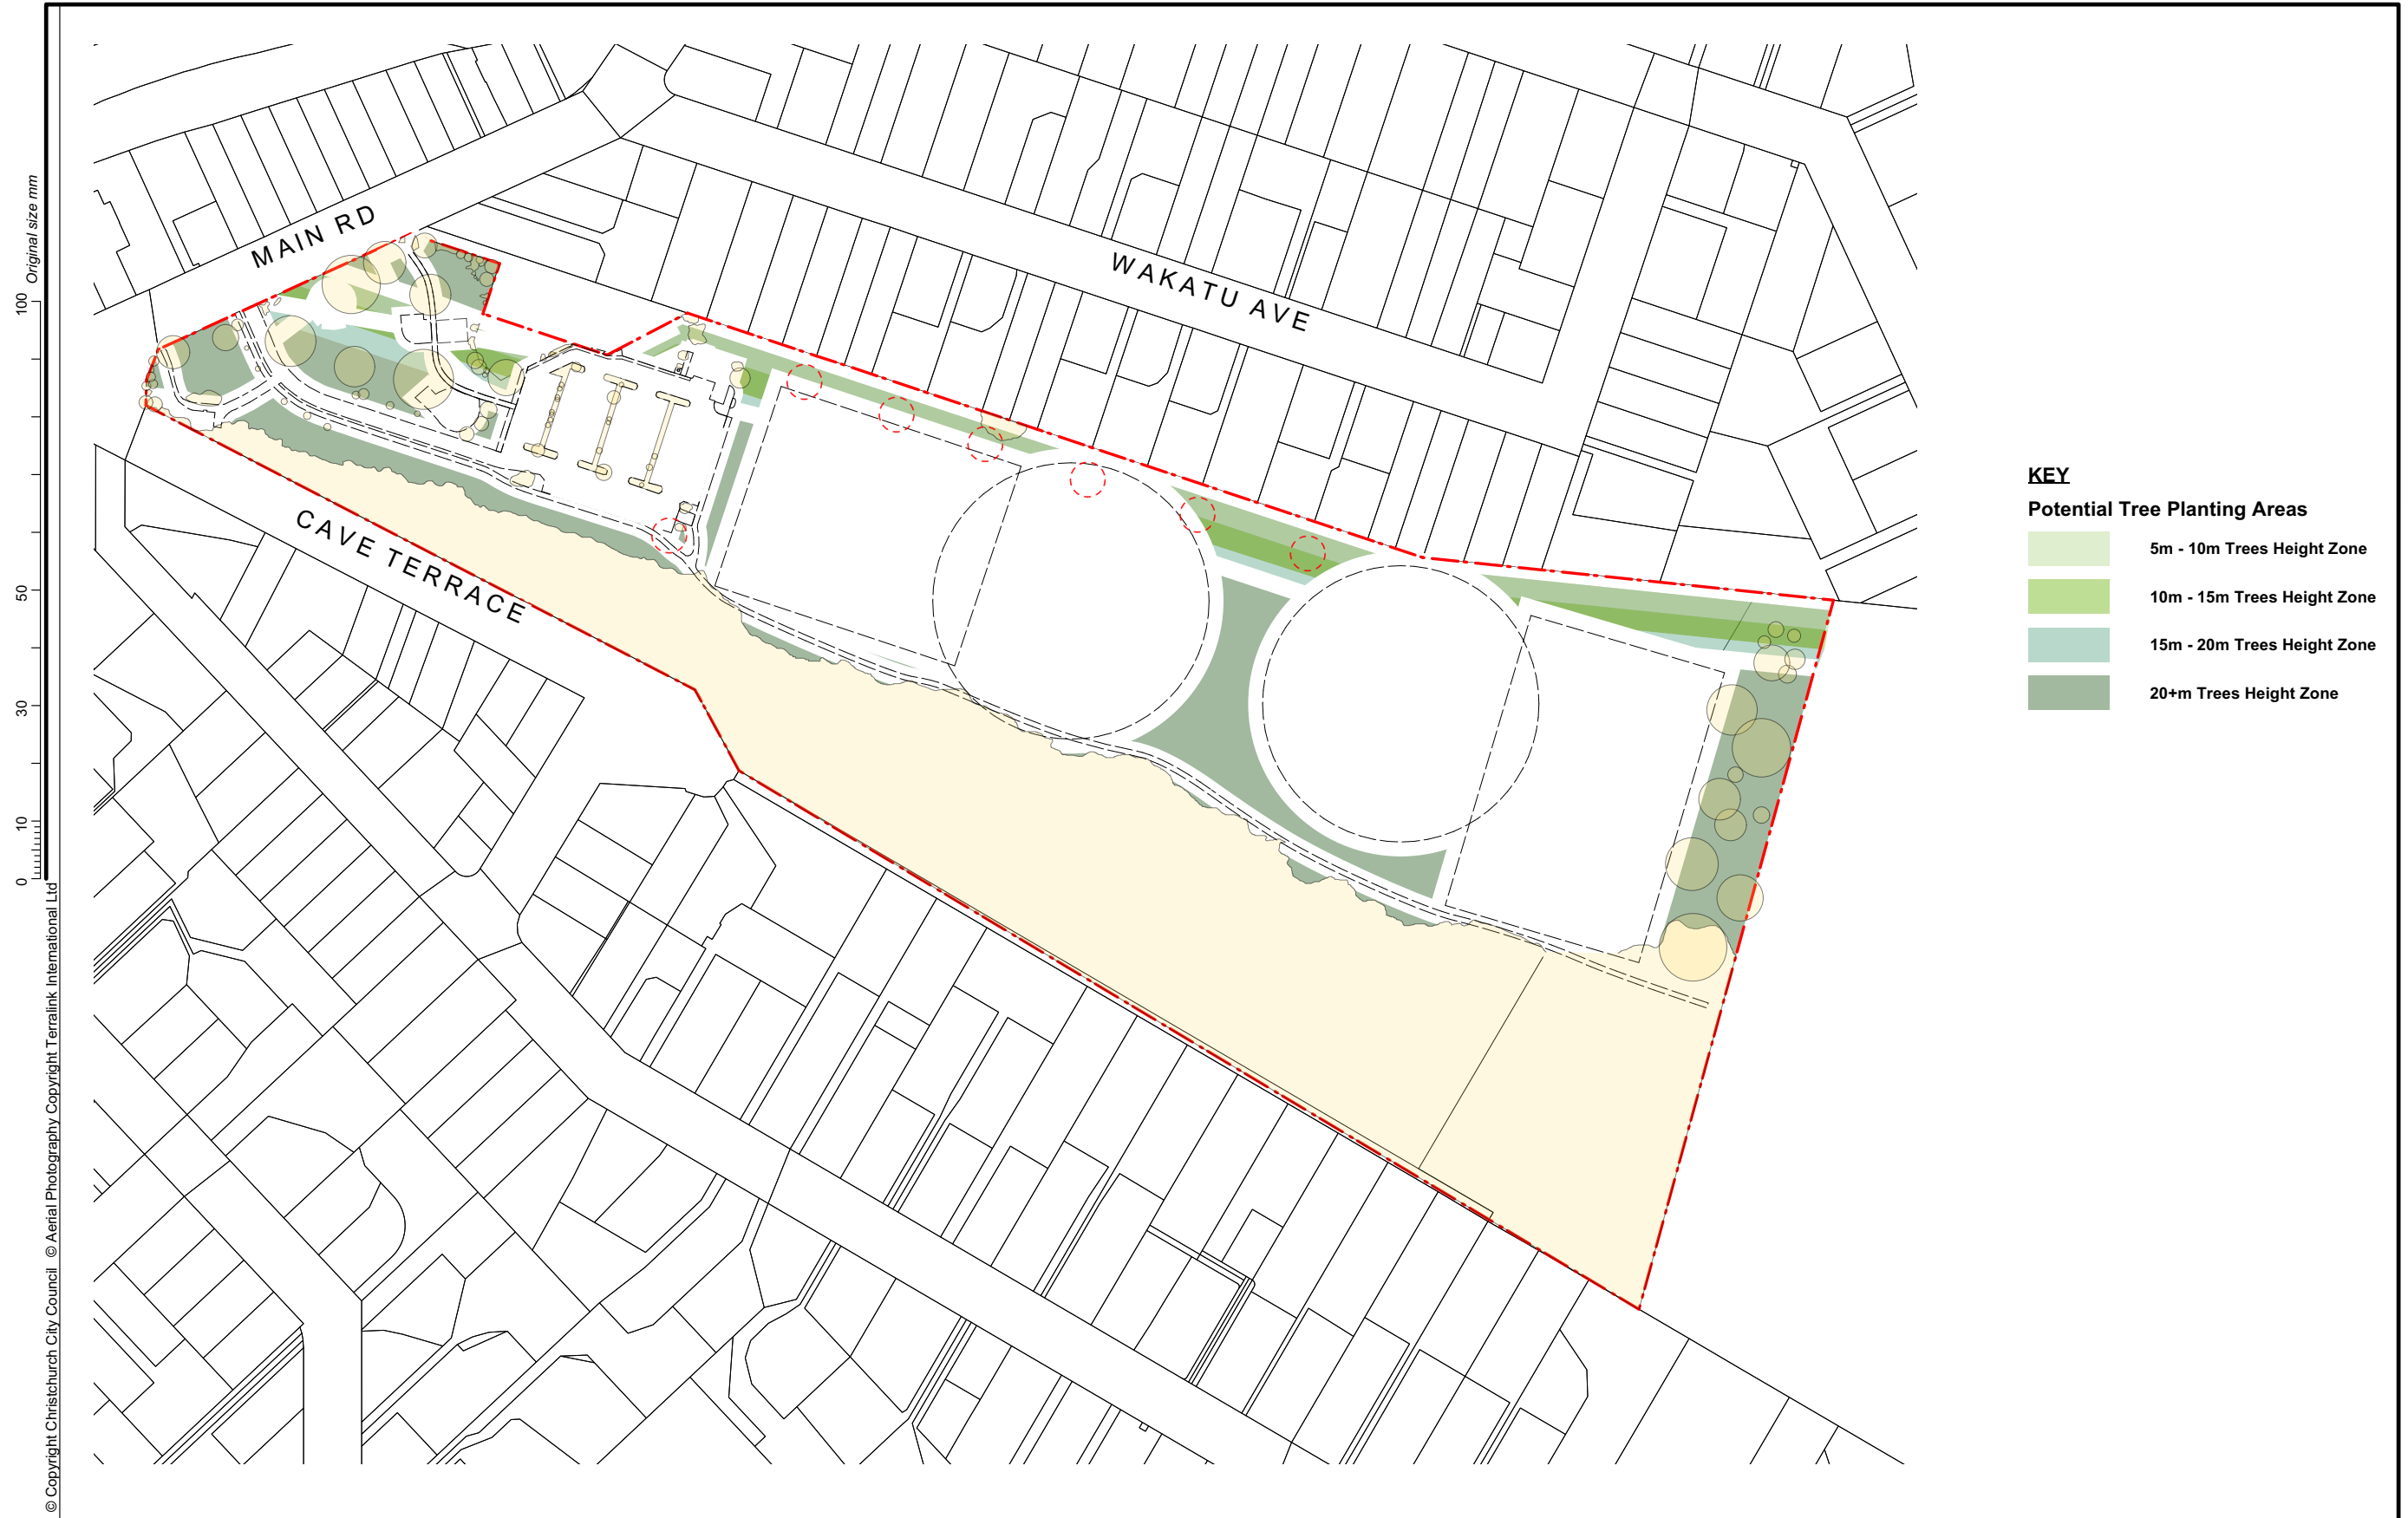 MAIN RD
WAKATU AVE
CAVE TERRACE
KEY
Potential Tree Planting Areas
5m - 10m Trees Height Zone
10m - 15m Trees Height Zone
15m - 20m Trees Height Zone
20+m Trees Height Zone
Original size mm
100
50
30
10
0
© Copyright Christchurch City Council © Aerial Photography Copyright Terralink International Ltd